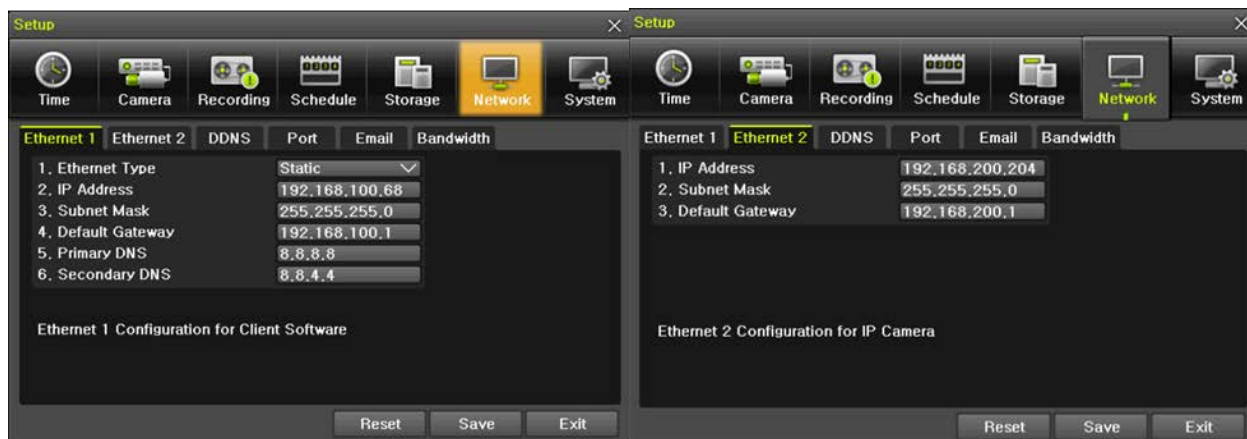 Setup
Time Camera Recording Schedule Storage Network System
Ethernet 1 Ethernet 2 DDNS Port Email Bandwidth
1. Ethernet Type Static
2. IP Address 192.168.100.68
3. Subnet Mask 255.255.255.0
4. Default Gateway 192.168.100.1
5. Primary DNS 8.8.8.8
6. Secondary DNS 8.8.4.4
Ethernet 1 Configuration for Client Software
Reset Save Exit
Setup
Time Camera Recording Schedule Storage Network System
Ethernet 1 Ethernet 2 DDNS Port Email Bandwidth
1. IP Address 192.168.200.204
2. Subnet Mask 255.255.255.0
3. Default Gateway 192.168.200.1
Ethernet 2 Configuration for IP Camera
Reset Save Exit